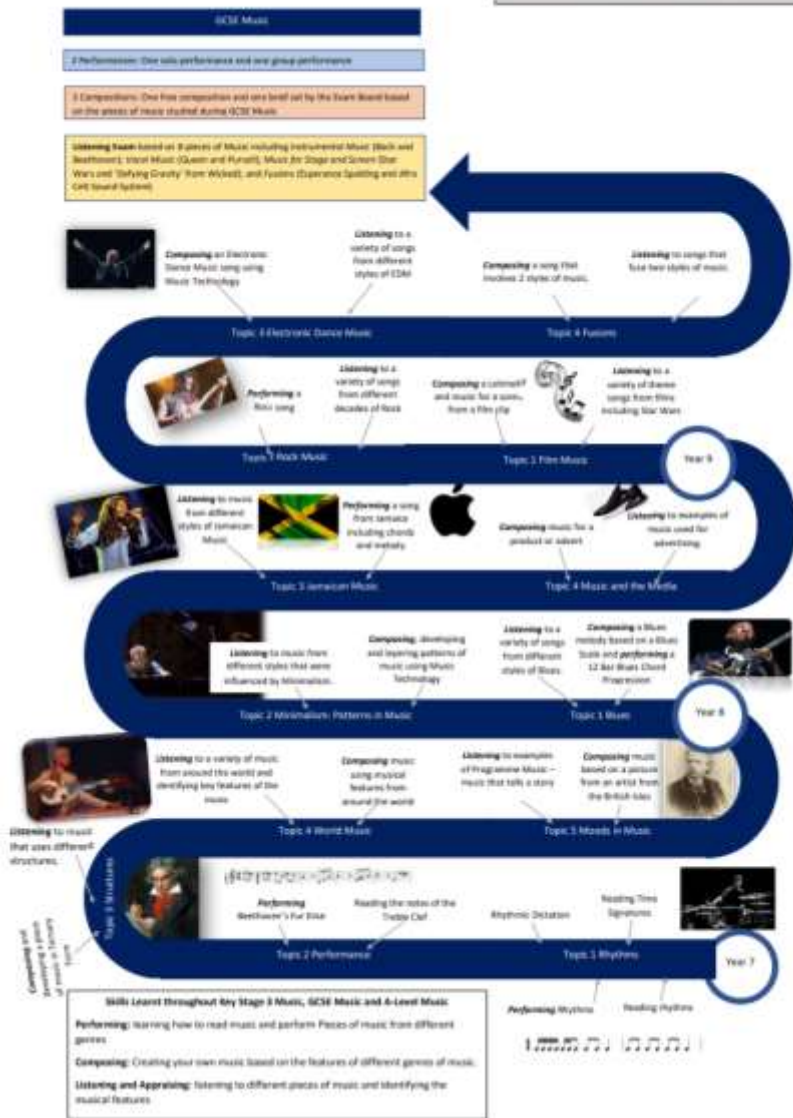 GCSE Music
2 Performances: One solo performance and one group performance
2 Compositions: One free composition and one brief set by the Exam Board based
on the pieces of music studied during GCSE Music
Listening Exam based on 8 pieces of Music including Instrumental Music (Bach and
Beethoven), Vocal Music (Queen and Purcell), Music for Stage and Screen (Star
Wars and 'Defying Gravity' from Wicked), and Fusions (Esperanza Spalding and Afro
Celt Sound System)
Composing an Electronic
Dance Music song using
Music Technology
Listening to a
variety of songs
from different
styles of EDM
Composing a song that
involves 2 styles of music.
Listening to songs that
fuse two styles of music.
Topic 3 Electronic Dance Music
Topic 4 Fusions
Performing a
song
Listening to a
variety of songs
from different
decades of Rock
Composing a
and music for a
from a film clip
Listening to a
variety of theme
songs from films
including Star Wars
Rock Music
Topic 1 Film Music
Year 9
Listening to music
from different
styles of Jamaican
Music
Performing a song
from Jamaica
including chords
and melody.
Composing music for a
product or advert
Listening to examples of
music used for
advertising
Topic 3 Jamaican Music
Topic 4 Music and the Media
Listening to music from
different styles that were
influenced by Minimalism.
Composing, developing
and layering patterns of
music using Music
Technology
Listening to a
variety of songs
from different
styles of Blues
Composing a Blues
melody based on a Blues
Scale and performing a
12 Bar Blues Chord
Progression
Topic 2 Minimalism: Patterns in Music
Topic 1 Blues
Year 8
Listening to a variety of music
from around the world and
identifying key features of the
music
Composing music
using musical
features from
around the world
Listening to examples
of Programme Music –
music that tells a story
Composing music
based on a picture
from an artist from
the British Isles
Topic 4 World Music
Topic 5 Moods in Music
Listening to music
that uses different
structures.
Topic 3 Structures
Composing and
developing a piece
of music in Ternary
Form
Performing
Beethoven's Fur Elise
Reading the notes of the
Treble Clef
Rhythmic Dictation
Reading Time
Signatures
Topic 2 Performance
Topic 1 Rhythms
Year 7
Performing Rhythms
Reading rhythms
Skills Learnt throughout Key Stage 3 Music, GCSE Music and A-Level Music
Performing: learning how to read music and perform Pieces of music from different
genres
Composing: Creating your own music based on the features of different genres of music.
Listening and Appraising: listening to different pieces of music and identifying the
musical features